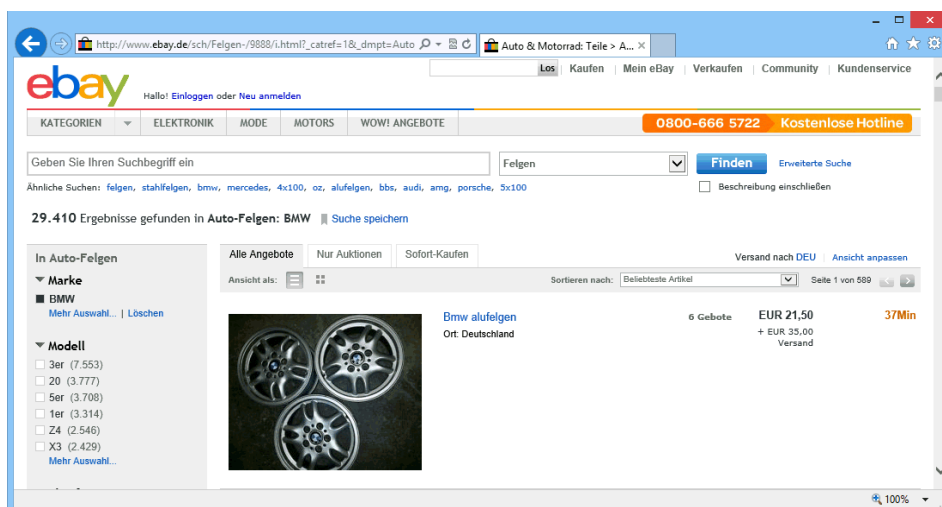 http://www.ebay.de/sch/Felgen-/9888/i.html?_catref=1&_dmpt=Auto
Auto & Motorrad: Teile > A... ×
ebay
Hallo! Einloggen oder Neu anmelden
Los Kaufen Mein eBay Verkaufen Community Kundenservice
KATEGORIEN ELEKTRONIK MODE MOTORS WOW! ANGEBOTE
0800-666 5722 Kostenlose Hotline
Geben Sie Ihren Suchbegriff ein Felgen Finden Erweiterte Suche
Ähnliche Suchen: felgen, stahlfelgen, bmw, mercedes, 4x100, oz, alufelgen, bbs, audi, amg, porsche, 5x100
Beschreibung einschließen
29.410 Ergebnisse gefunden in Auto-Felgen: BMW Suche speichern
In Auto-Felgen
Marke
BMW
Mehr Auswahl... | Löschen
Modell
3er (7.553)
20 (3.777)
5er (3.708)
1er (3.314)
Z4 (2.546)
X3 (2.429)
Mehr Auswahl...
Alle Angebote Nur Auktionen Sofort-Kaufen
Versand nach DEU Ansicht anpassen
Ansicht als: Sortieren nach: Beliebteste Artikel Seite 1 von 589
Bmw alufelgen 6 Gebote EUR 21,50 37Min
Ort: Deutschland + EUR 35,00
Versand
100%